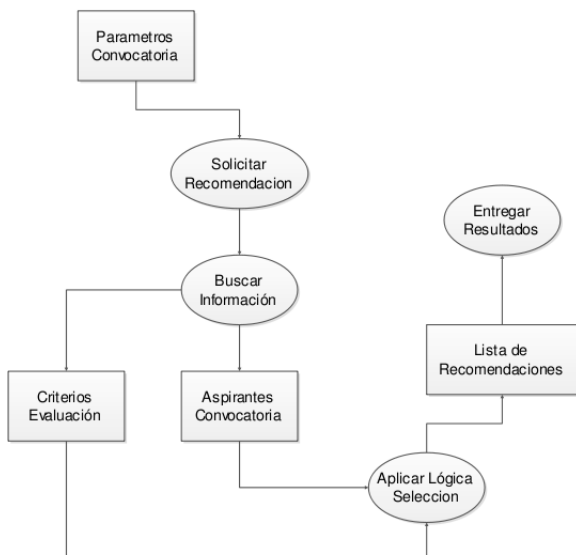 Parametros
Convocatoria
Solicitar
Recomendacion
Entregar
Resultados
Buscar
Información
Lista de
Recomendaciones
Criterios
Evaluación
Aspirantes
Convocatoria
Aplicar Lógica
Seleccion